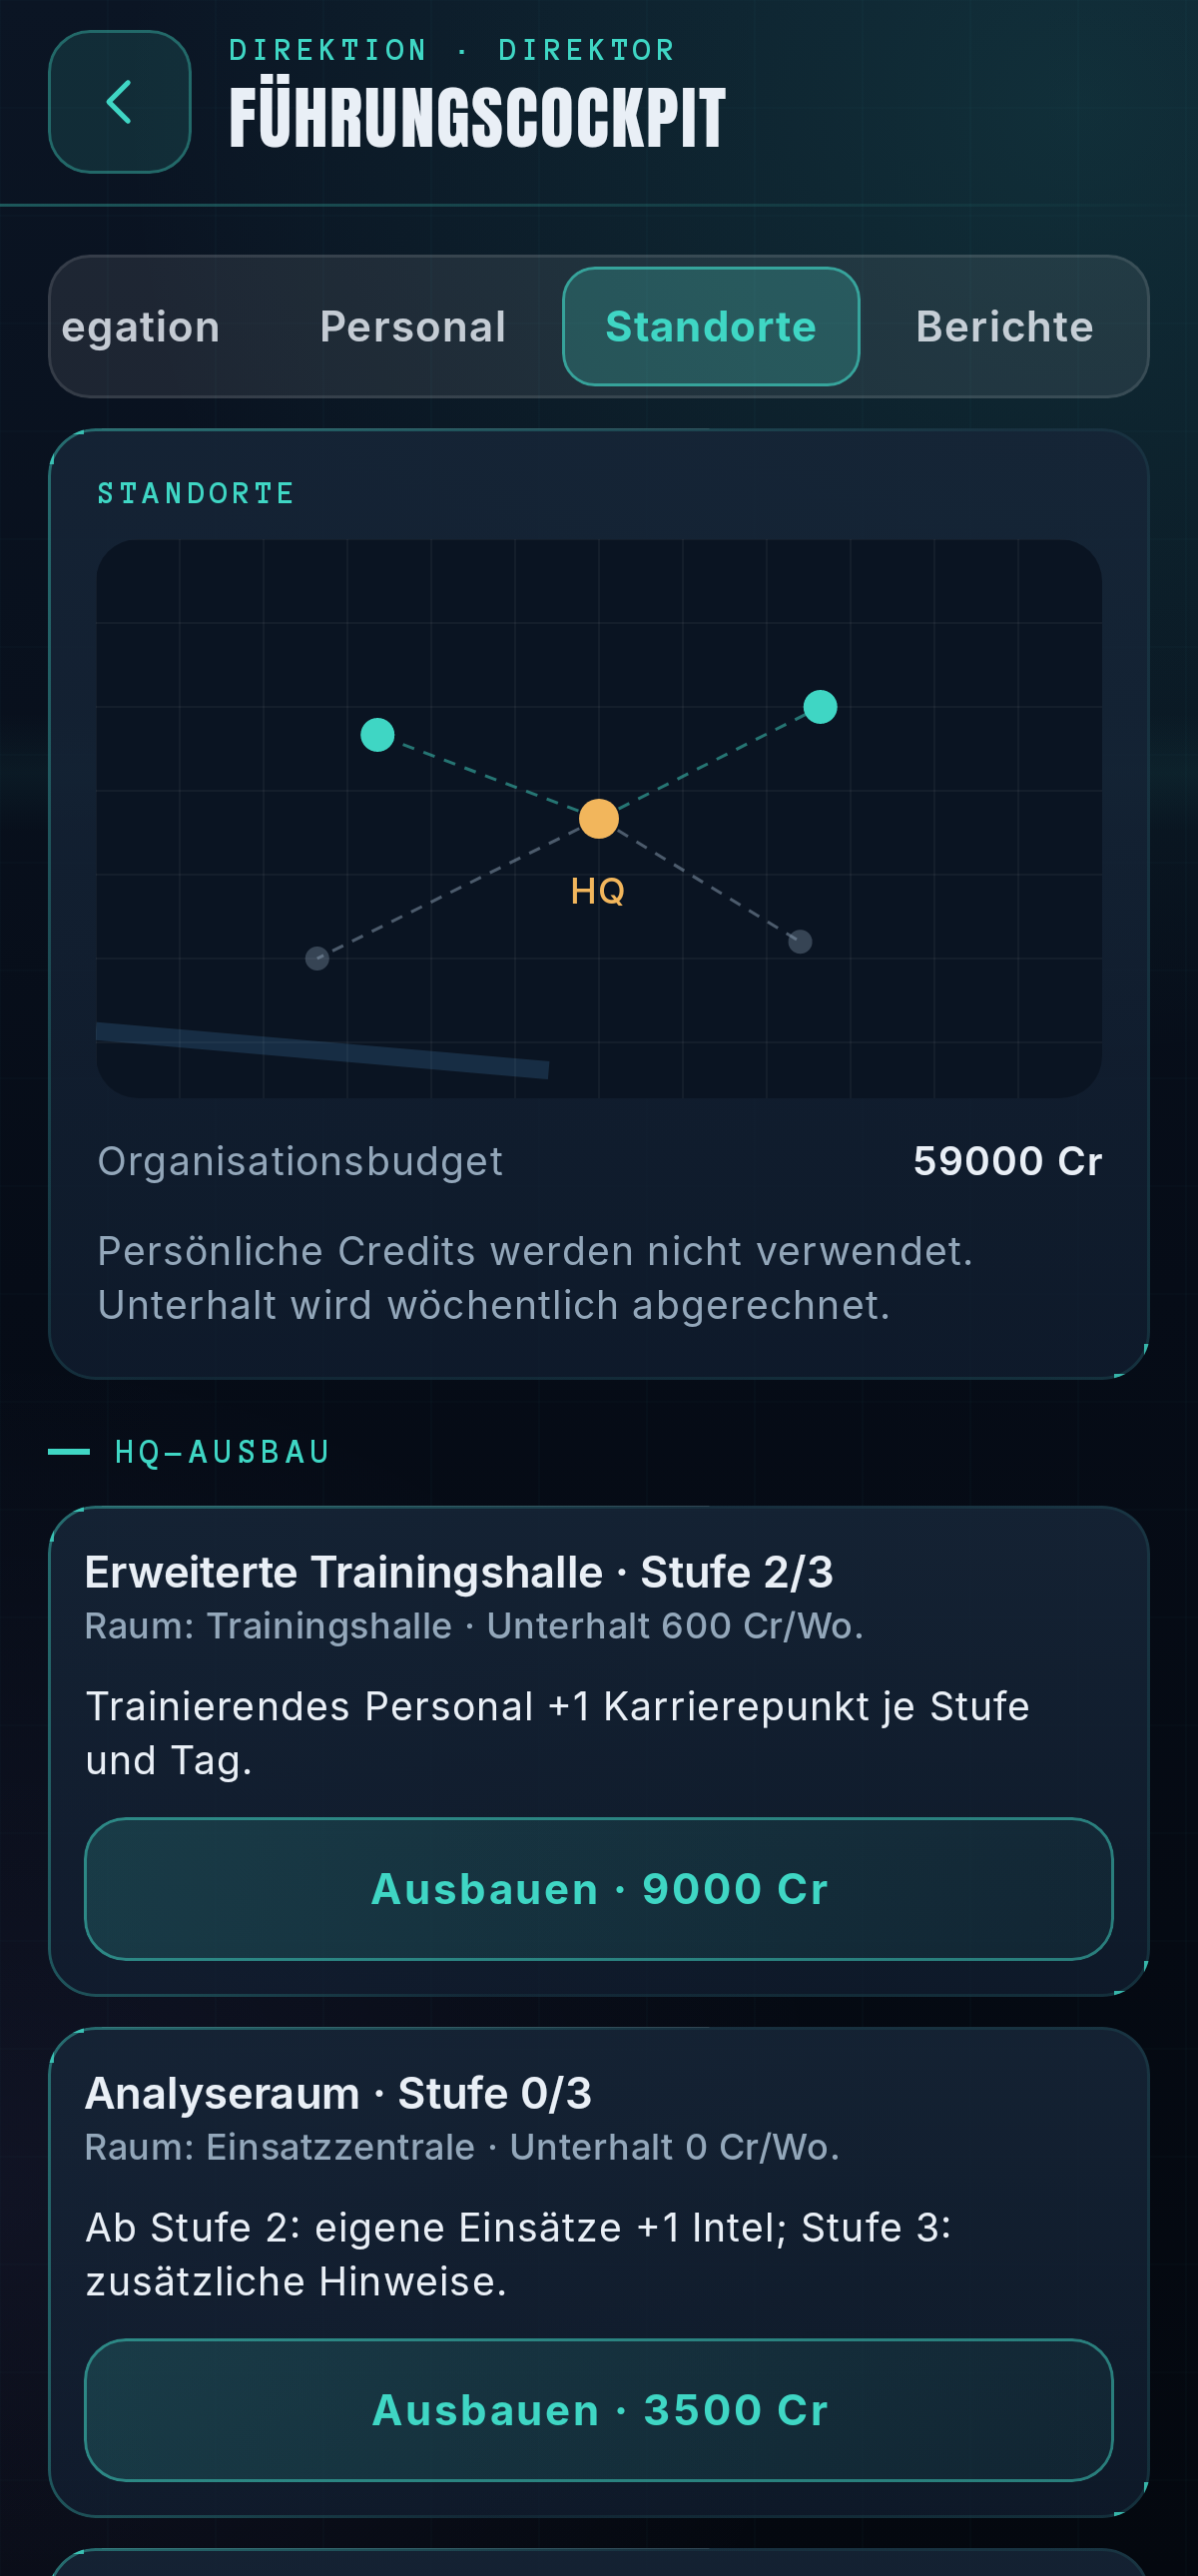 DIREKTION · DIREKTOR
FÜHRUNGSCOCKPIT
egation Personal Standorte Berichte
STANDORTE
HQ
Organisationsbudget 59000 Cr
Persönliche Credits werden nicht verwendet.
Unterhalt wird wöchentlich abgerechnet.
HQ-AUSBAU
Erweiterte Trainingshalle · Stufe 2/3
Raum: Trainingshalle · Unterhalt 600 Cr/Wo.
Trainierendes Personal +1 Karrierepunkt je Stufe
und Tag.
Ausbauen · 9000 Cr
Analyseraum · Stufe 0/3
Raum: Einsatzzentrale · Unterhalt 0 Cr/Wo.
Ab Stufe 2: eigene Einsätze +1 Intel; Stufe 3:
zusätzliche Hinweise.
Ausbauen · 3500 Cr